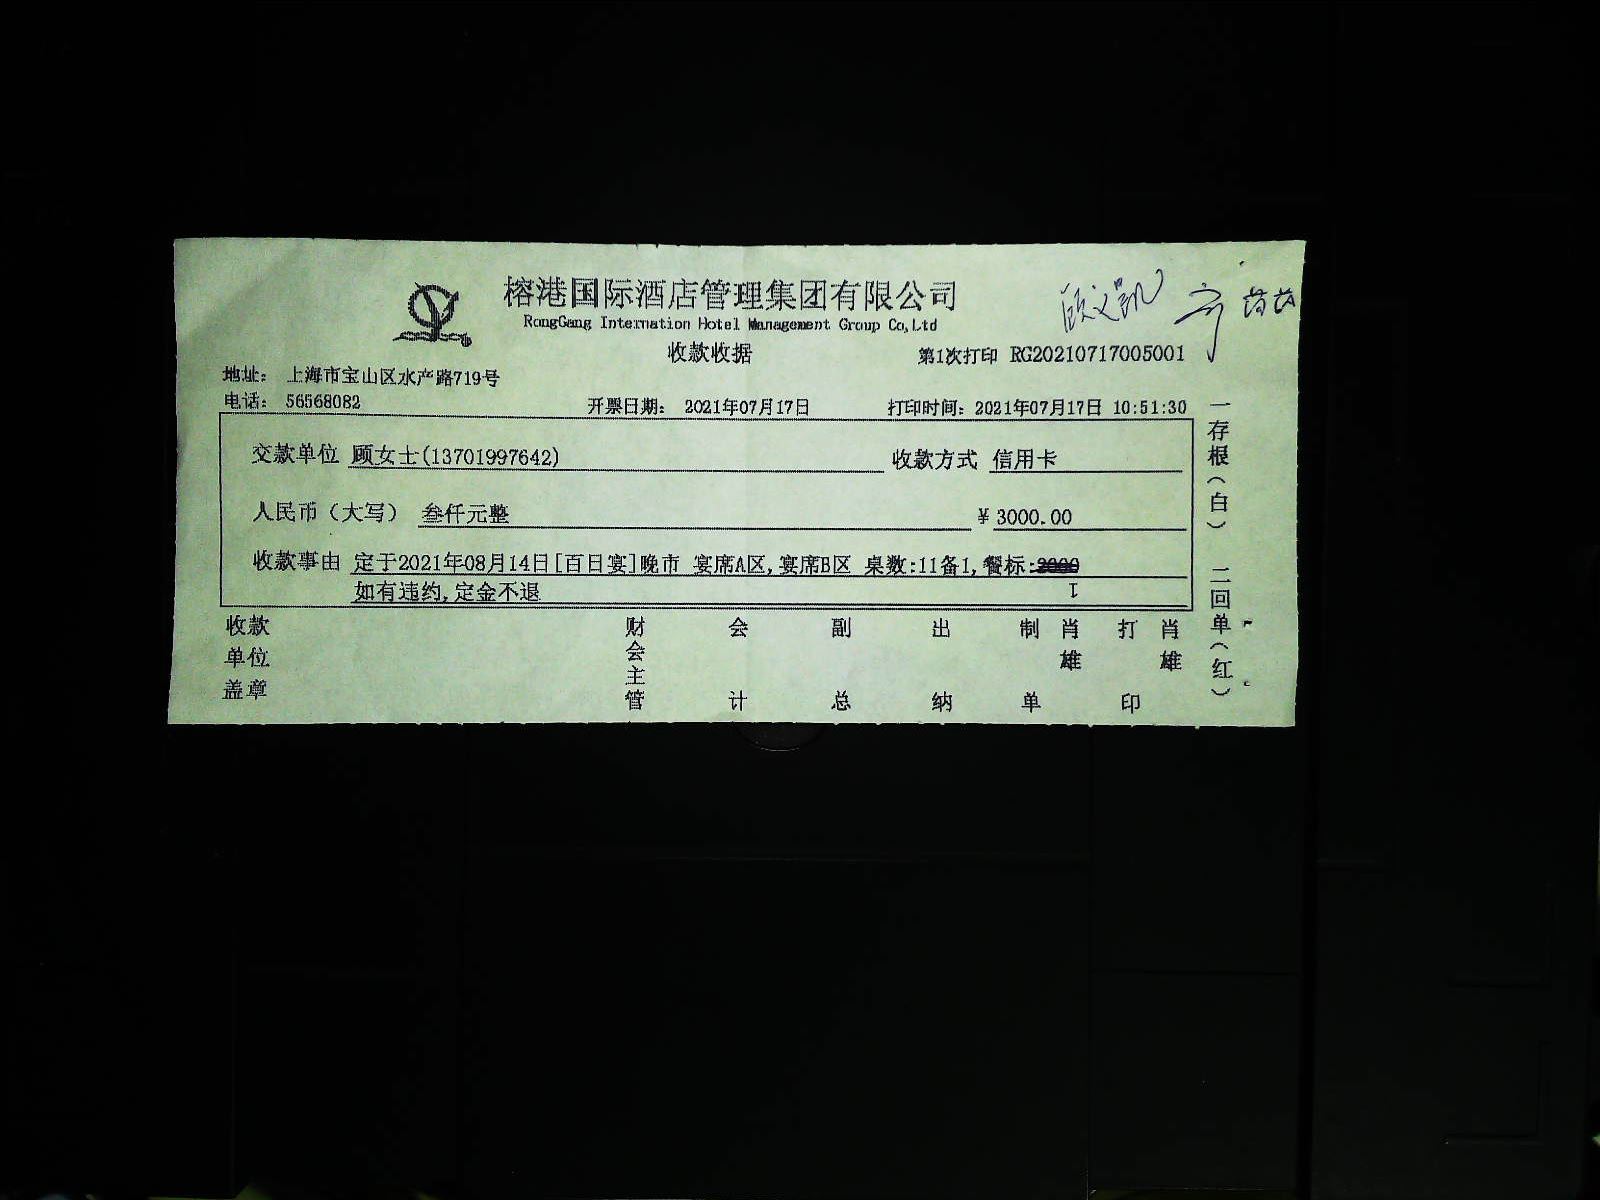 榕港国际酒店管理集团有限公司
RongGang Internation Hotel Management Group Co,Ltd
顾文凯
收款收据
第1次打印 RG20210717005001
地址： 上海市宝山区水产路719号
电话： 56568082
开票日期： 2021年07月17日
打印时间：2021年07月17日 10:51:30
交款单位 顾女士(13701997642)
收款方式 信用卡
人民币（大写） 叁仟元整
¥ 3000.00
收款事由 定于2021年08月14日[百日宴]晚市 宴席A区,宴席B区 桌数:11备1,餐标:
如有违约,定金不退
收款单位盖章
财会主管
会计
副总
出纳
制单 肖雄
打印 肖雄
一存根（白） 二回单（红）